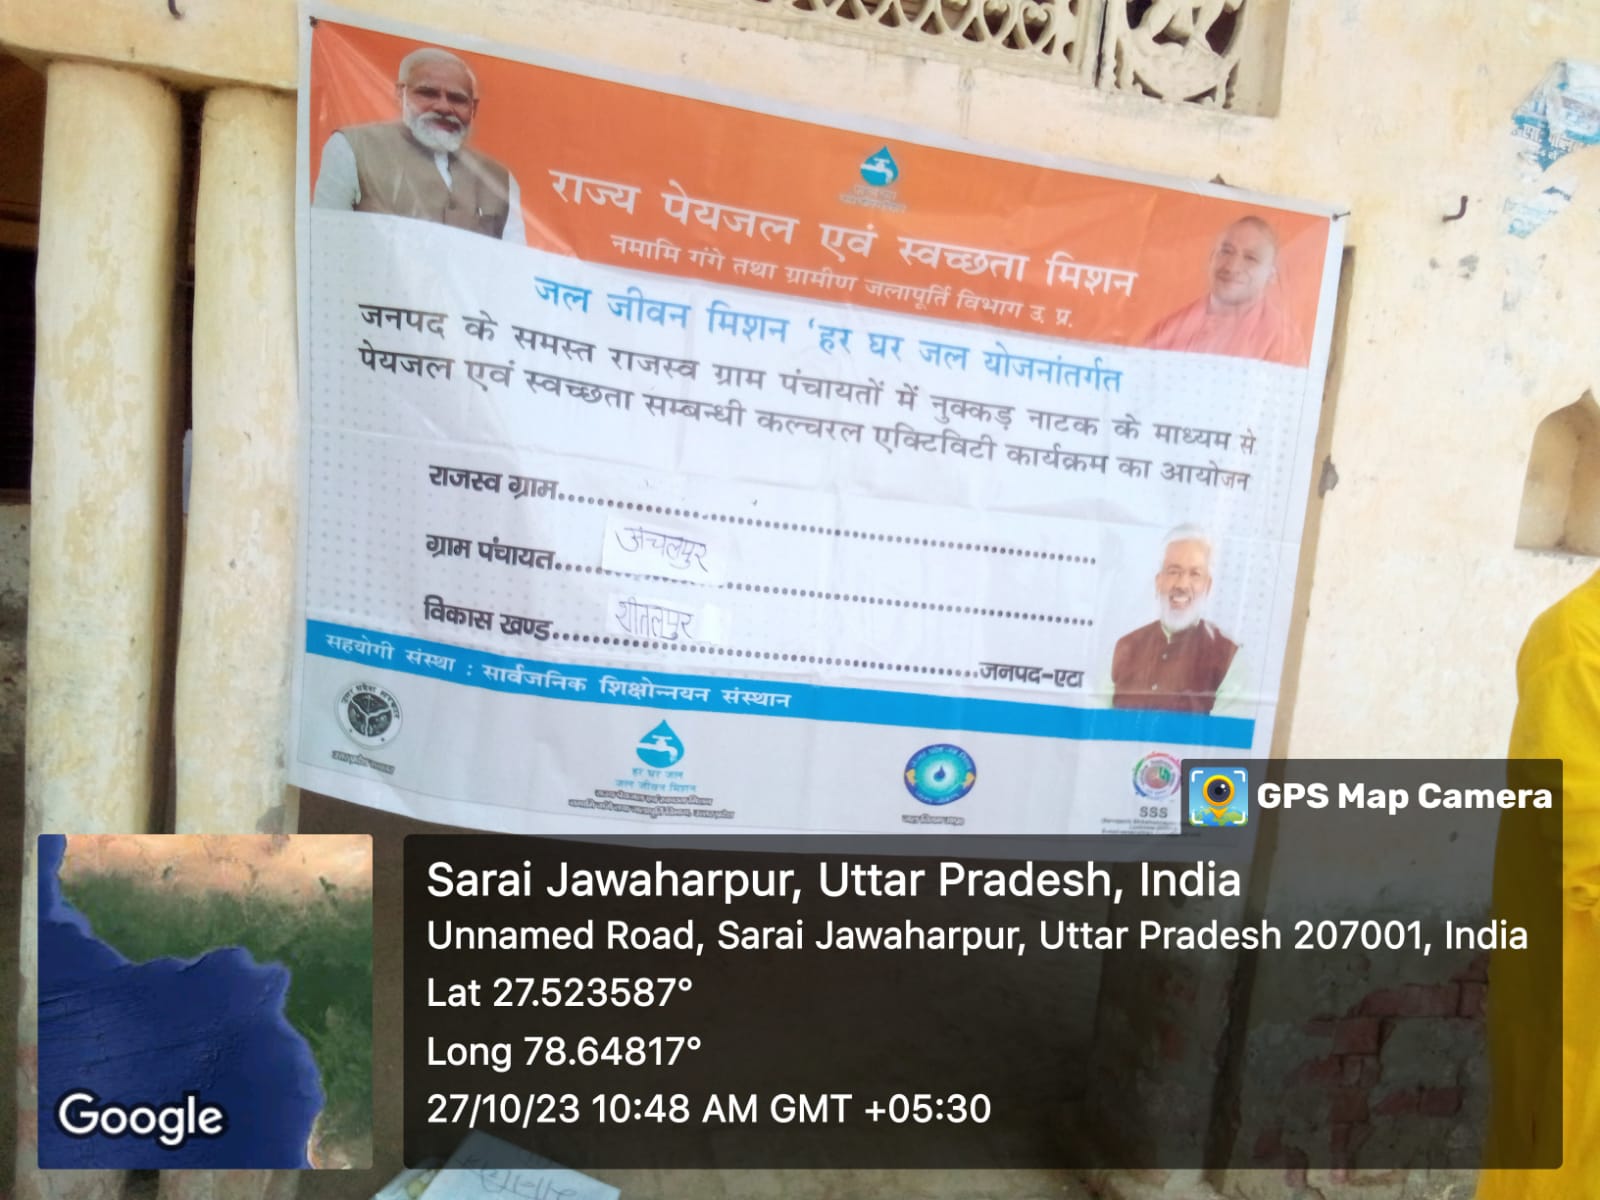 राज्य पेयजल एवं स्वच्छता मिशन
नमामि गंगे तथा ग्रामीण जलापूर्ति विभाग उ. प्र.
जल जीवन मिशन ‘हर घर जल योजनांतर्गत
जनपद के समस्त राजस्व ग्राम पंचायतों में नुक्कड़ नाटक के माध्यम से
पेयजल एवं स्वच्छता सम्बन्धी कल्चरल एक्टिविटी कार्यक्रम का आयोजन
राजस्व ग्राम
ग्राम पंचायत अचलपुर
विकास खण्ड शीतलपुर जनपद-एटा
सहयोगी संस्था : सार्वजनिक शिक्षोन्नयन संस्थान
हर घर जल
जल जीवन मिशन
SSS
GPS Map Camera
Sarai Jawaharpur, Uttar Pradesh, India
Unnamed Road, Sarai Jawaharpur, Uttar Pradesh 207001, India
Lat 27.523587°
Long 78.64817°
27/10/23 10:48 AM GMT +05:30
Google